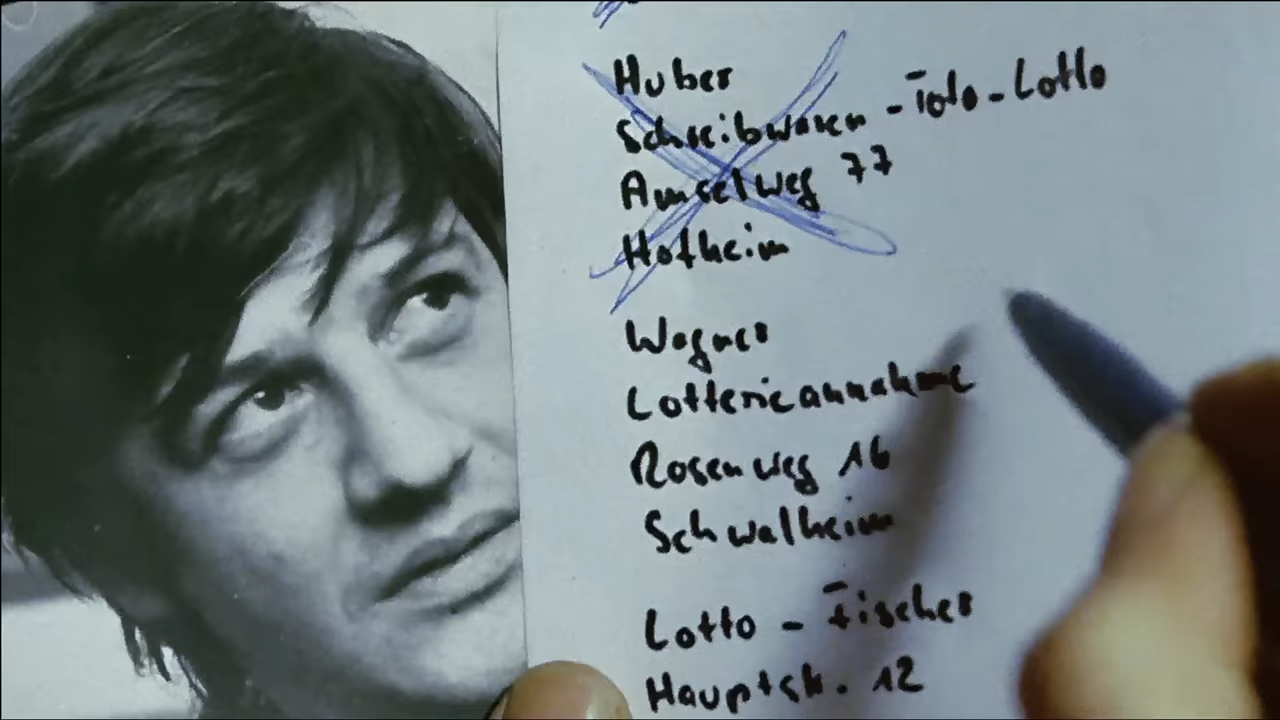 Huber
Schreibwaren - Toto - Lotto
Amselweg 77
Hofheim
Wagner
Lotterieannahme
Rosenweg 16
Schwalheim
Lotto - Fischer
Hauptstr. 12